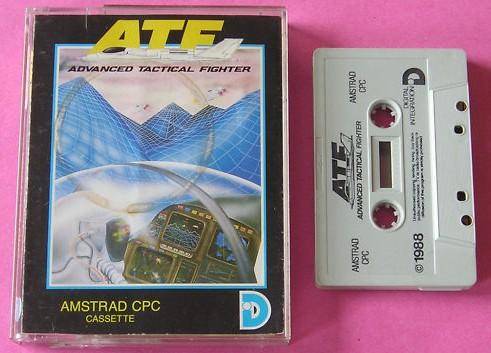 ATF
ADVANCED TACTICAL FIGHTER
AMSTRAD CPC
CASSETTE
D
AMSTRAD
CPC
ATF
ADVANCED TACTICAL FIGHTER
DIGITAL
INTEGRATION
AMSTRAD
CPC
©1988